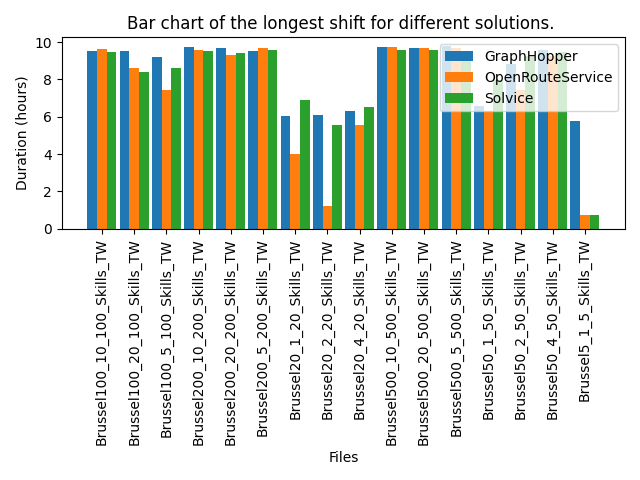 Bar chart of the longest shift for different solutions.
Duration (hours)
10
8
6
4
2
0
GraphHopper
OpenRouteService
Solvice
Brussel100_10_100_Skills_TW
Brussel100_20_100_Skills_TW
Brussel100_5_100_Skills_TW
Brussel200_10_200_Skills_TW
Brussel200_20_200_Skills_TW
Brussel200_5_200_Skills_TW
Brussel20_1_20_Skills_TW
Brussel20_2_20_Skills_TW
Brussel20_4_20_Skills_TW
Brussel500_10_500_Skills_TW
Brussel500_20_500_Skills_TW
Brussel500_5_500_Skills_TW
Brussel50_1_50_Skills_TW
Brussel50_2_50_Skills_TW
Brussel50_4_50_Skills_TW
Brussel5_1_5_Skills_TW
Files